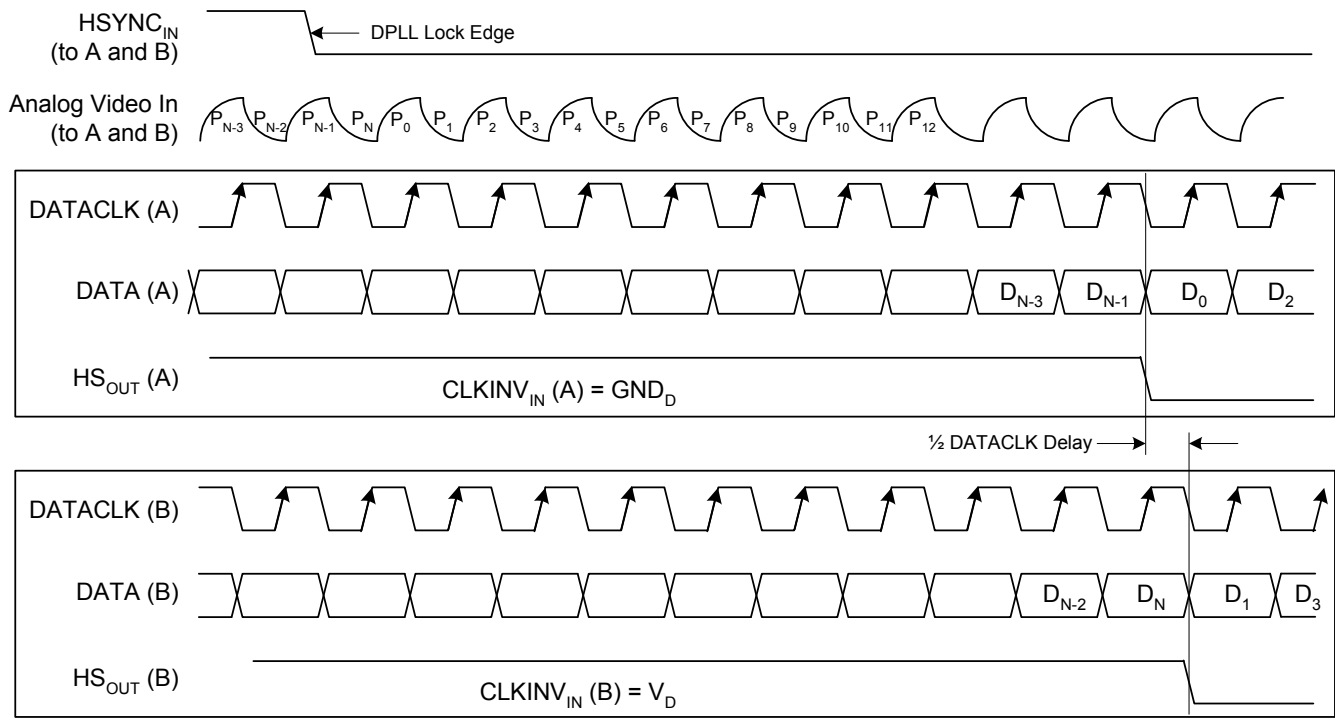 HSYNC_IN
(to A and B)
DPLL Lock Edge
Analog Video In
(to A and B)
P_N-3 P_N-2 P_N-1 P_N P_0 P_1 P_2 P_3 P_4 P_5 P_6 P_7 P_8 P_9 P_10 P_11 P_12
DATACLK (A)
DATA (A) D_N-3 D_N-1 D_0 D_2
HS_OUT (A)
CLKINV_IN (A) = GND_D
½ DATACLK Delay
DATACLK (B)
DATA (B) D_N-2 D_N D_1 D_3
HS_OUT (B)
CLKINV_IN (B) = V_D